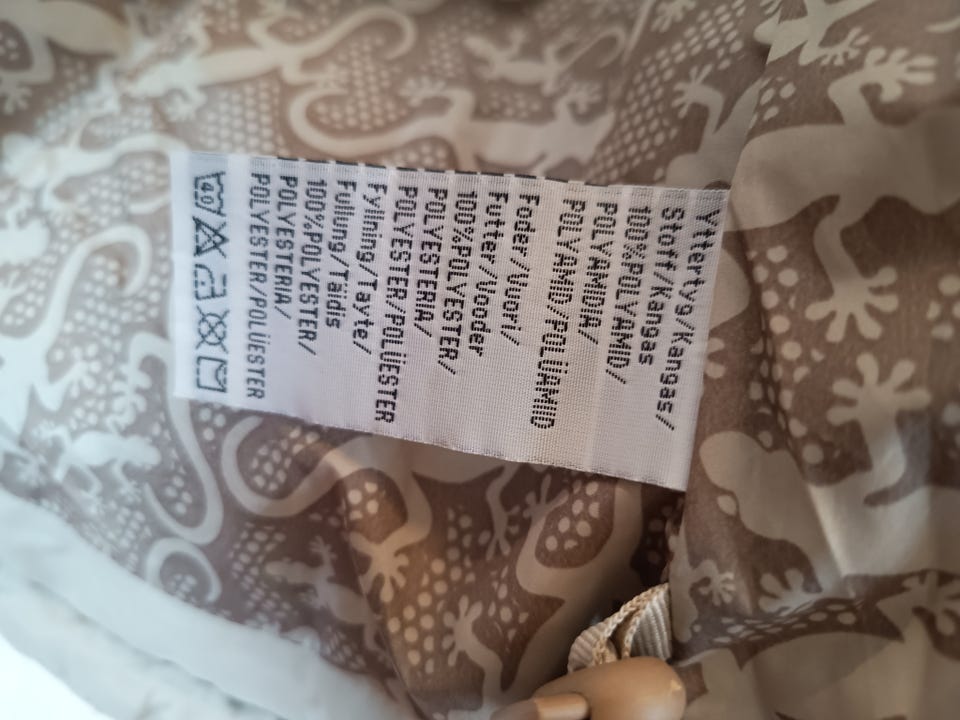 Yttertyg/Kangas/
Stoff/Kangas
100%POLYAMID/
POLYAMIDIA/
POLYAMID/POLÜAMIID
Foder/Vuori/
Futter/Vooder
100%POLYESTER/
POLYESTERIA/
POLYESTER/POLÜESTER
Fyllning/Täyte/
Füllung/Täidis
100%POLYESTER/
POLYESTERIA/
POLYESTER/POLÜESTER
40